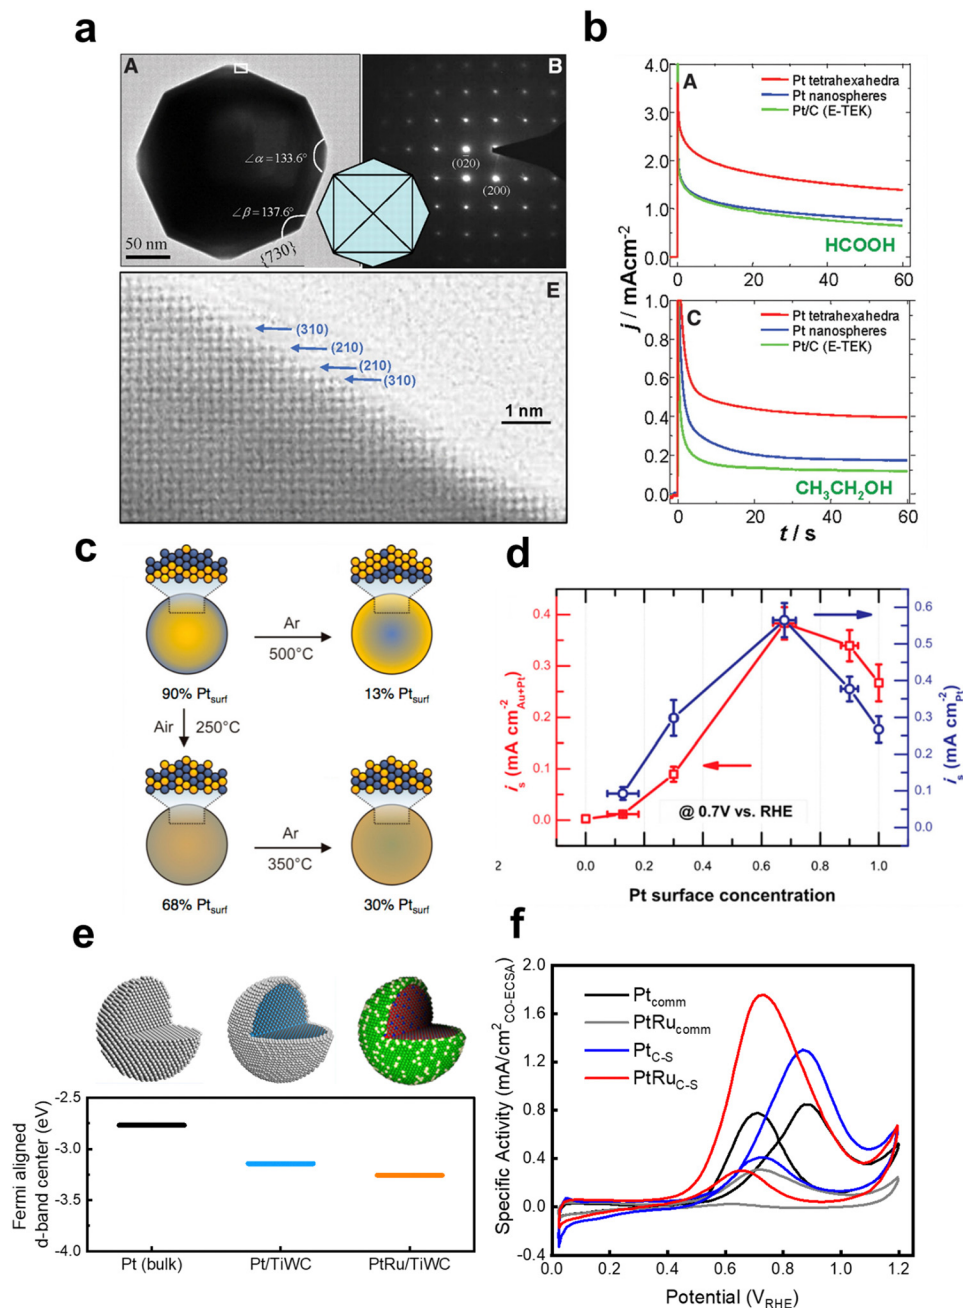 a
A
∠α=133.6°
∠β=137.6°
{730}
50 nm
B
(020)
(200)
E
(310)
(210)
(210)
(310)
1 nm
b
A
Pt tetrahexahedra
Pt nanospheres
Pt/C (E-TEK)
4.0
3.0
2.0
1.0
0.0
HCOOH
0 20 40 60
j / mAcm-2
C
Pt tetrahexahedra
Pt nanospheres
Pt/C (E-TEK)
1.0
0.8
0.6
0.4
0.2
0.0
CH3CH2OH
0 20 40 60
t / s
c
Ar
500°C
90% Ptsurf
13% Ptsurf
Air 250°C
Ar
350°C
68% Ptsurf
30% Ptsurf
d
0.4
0.3
0.2
0.1
0.0
is (mA cm-2Au+Pt)
0.6
0.5
0.4
0.3
0.2
0.1
0.0
is (mA cm-2Pt)
@ 0.7V vs. RHE
2
0.0 0.2 0.4 0.6 0.8 1.0
Pt surface concentration
e
-2.5
-3.0
-3.5
-4.0
Fermi aligned
d-band center (eV)
Pt (bulk) Pt/TiWC PtRu/TiWC
f
2.0
1.6
1.2
0.8
0.4
0.0
-0.4
Specific Activity (mA/cm2CO-ECSA)
Ptcomm
PtRucomm
PtC-S
PtRuC-S
0.0 0.2 0.4 0.6 0.8 1.0 1.2
Potential (VRHE)